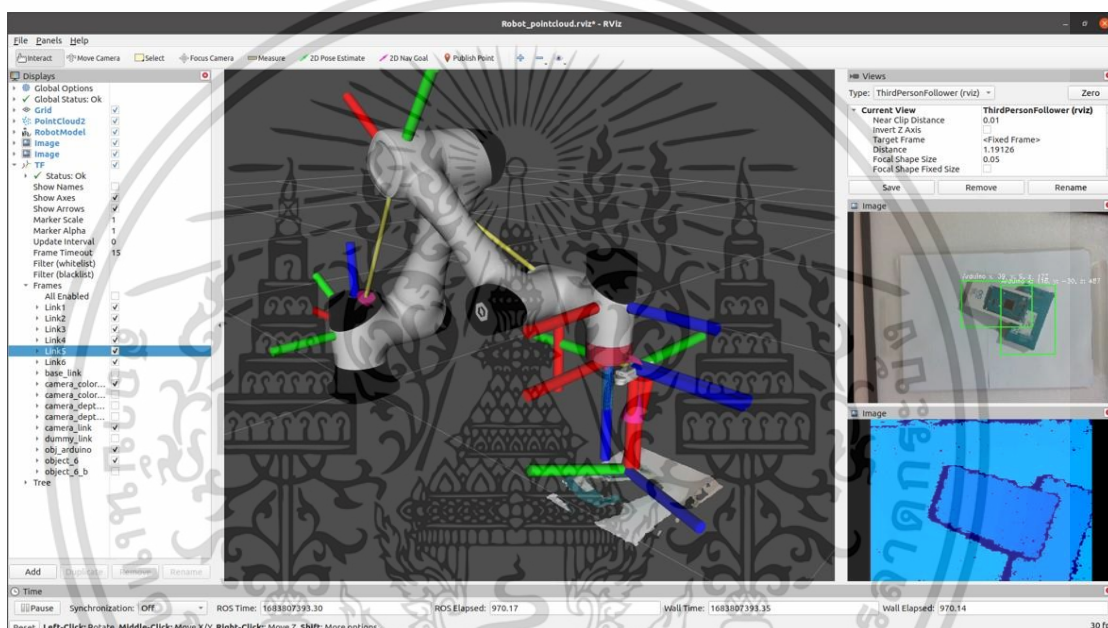 Robot_pointcloud.rviz* - RViz
File Panels Help
Interact Move Camera Select Focus Camera Measure 2D Pose Estimate 2D Nav Goal Publish Point
Displays
Global Options
Global Status: Ok
Grid
PointCloud2
RobotModel
Image
Image
TF
Status: Ok
Show Names
Show Axes
Show Arrows
Marker Scale 1
Marker Alpha 1
Update Interval 0
Frame Timeout 15
Filter (whitelist)
Filter (blacklist)
Frames
All Enabled
Link1
Link2
Link3
Link4
Link5
Link6
base_link
camera_color...
camera_color...
camera_dept...
camera_dept...
camera_link
dummy_link
obj_arduino
object_6
object_6_b
Tree
Add Duplicate Remove Rename
Views
Type: ThirdPersonFollower (rviz) Zero
Current View ThirdPersonFollower (rviz)
Near Clip Distance 0.01
Invert Z Axis
Target Frame <Fixed Frame>
Distance 1.19126
Focal Shape Size 0.05
Focal Shape Fixed Size
Save Remove Rename
Image
Image
Time
Pause Synchronization: Off ROS Time: 1683807393.30 ROS Elapsed: 970.17 Wall Time: 1683807393.35 Wall Elapsed: 970.14
Reset Left-Click: Rotate. Middle-Click: Move X/Y. Right-Click: Move Z. Shift: More options. 30 fps